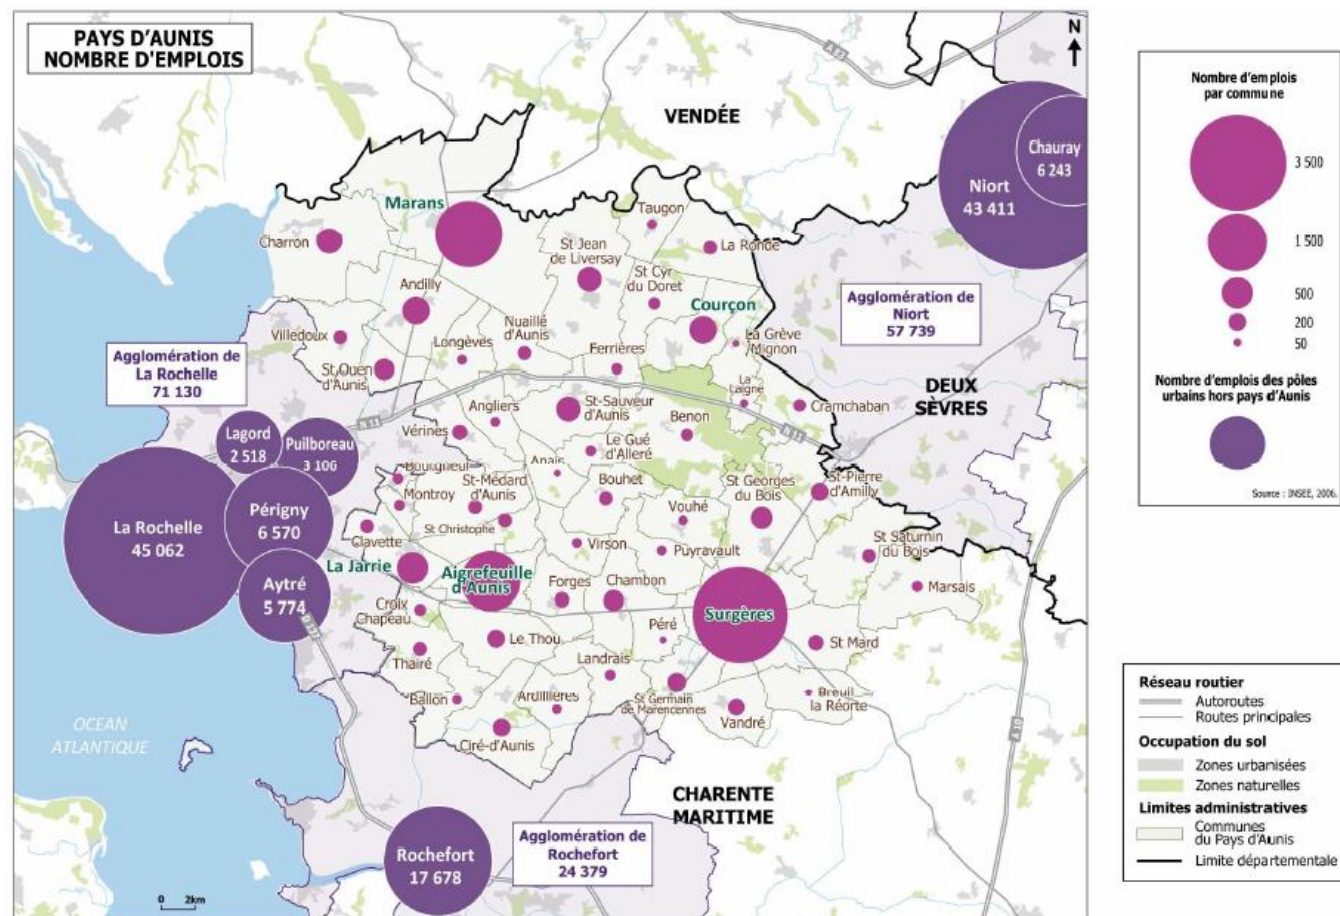 PAYS D'AUNIS
NOMBRE D'EMPLOIS
N
A 83
VENDÉE
Chauray
6 243
Niort
43 411
Marans
Charron
Taugon
La Ronde
St Jean
de Liversay
St Cyr
du Doret
Andilly
Courçon
Agglomération de
Niort
57 739
Villedoux
Longèves
Nuaillé
d'Aunis
La Grève
Mignon
Ferrières
St Ouen
d'Aunis
Agglomération de
La Rochelle
71 130
La
Laigne
Cramchaban
DEUX
SÈVRES
N 11
N 11
St-Sauveur
d'Aunis
Angliers
Vérines
Benon
Le Gué
d'Alleré
Lagord
2 518
Puilboreau
3 106
Anais
Bourgneuf
St-Médard
d'Aunis
Montroy
Bouhet
St Georges
du Bois
St-Pierre
d'Amilly
La Rochelle
45 062
Périgny
6 570
Clavette
St Christophe
Vouhé
Virson
Puyravault
St Saturnin
du Bois
Marsais
La Jarrie
Aigrefeuille
d'Aunis
Aytré
5 774
Forges
Chambon
Croix
Chapeau
Surgères
Péré
St Mard
Le Thou
Thairé
Landrais
Ballon
Ardillières
St Germain
de Marencennes
Vandré
Breuil
la Réorte
Ciré-d'Aunis
A 10
OCEAN
ATLANTIQUE
CHARENTE
MARITIME
Rochefort
17 678
Agglomération de
Rochefort
24 379
0 2km
Nombre d'emplois
par commune
3 500
1 500
500
200
50
Nombre d'emplois des pôles
urbains hors pays d'Aunis
Source : INSEE, 2006.
Réseau routier
Autoroutes
Routes principales
Occupation du sol
Zones urbanisées
Zones naturelles
Limites administratives
Communes
du Pays d'Aunis
Limite départementale